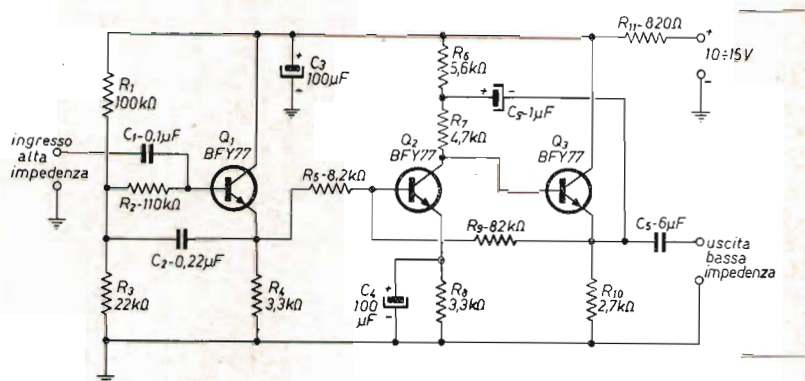 R11-820Ω
+
10÷15V
-
+
C3
100µF
-
R6
5,6kΩ
R1
100kΩ
+
-
C5-1µF
R7
4,7kΩ
C1-0,1µF
Q1
BFY77
Q2
BFY77
Q3
BFY77
ingresso
alta
impedenza
R5-8,2kΩ
R2-110kΩ
R9-82kΩ
C5-6µF
uscita
bassa
impedenza
C2-0,22µF
R3
22kΩ
R4
3,3kΩ
C4
100
µF
+
-
R8
3,3kΩ
R10
2,7kΩ